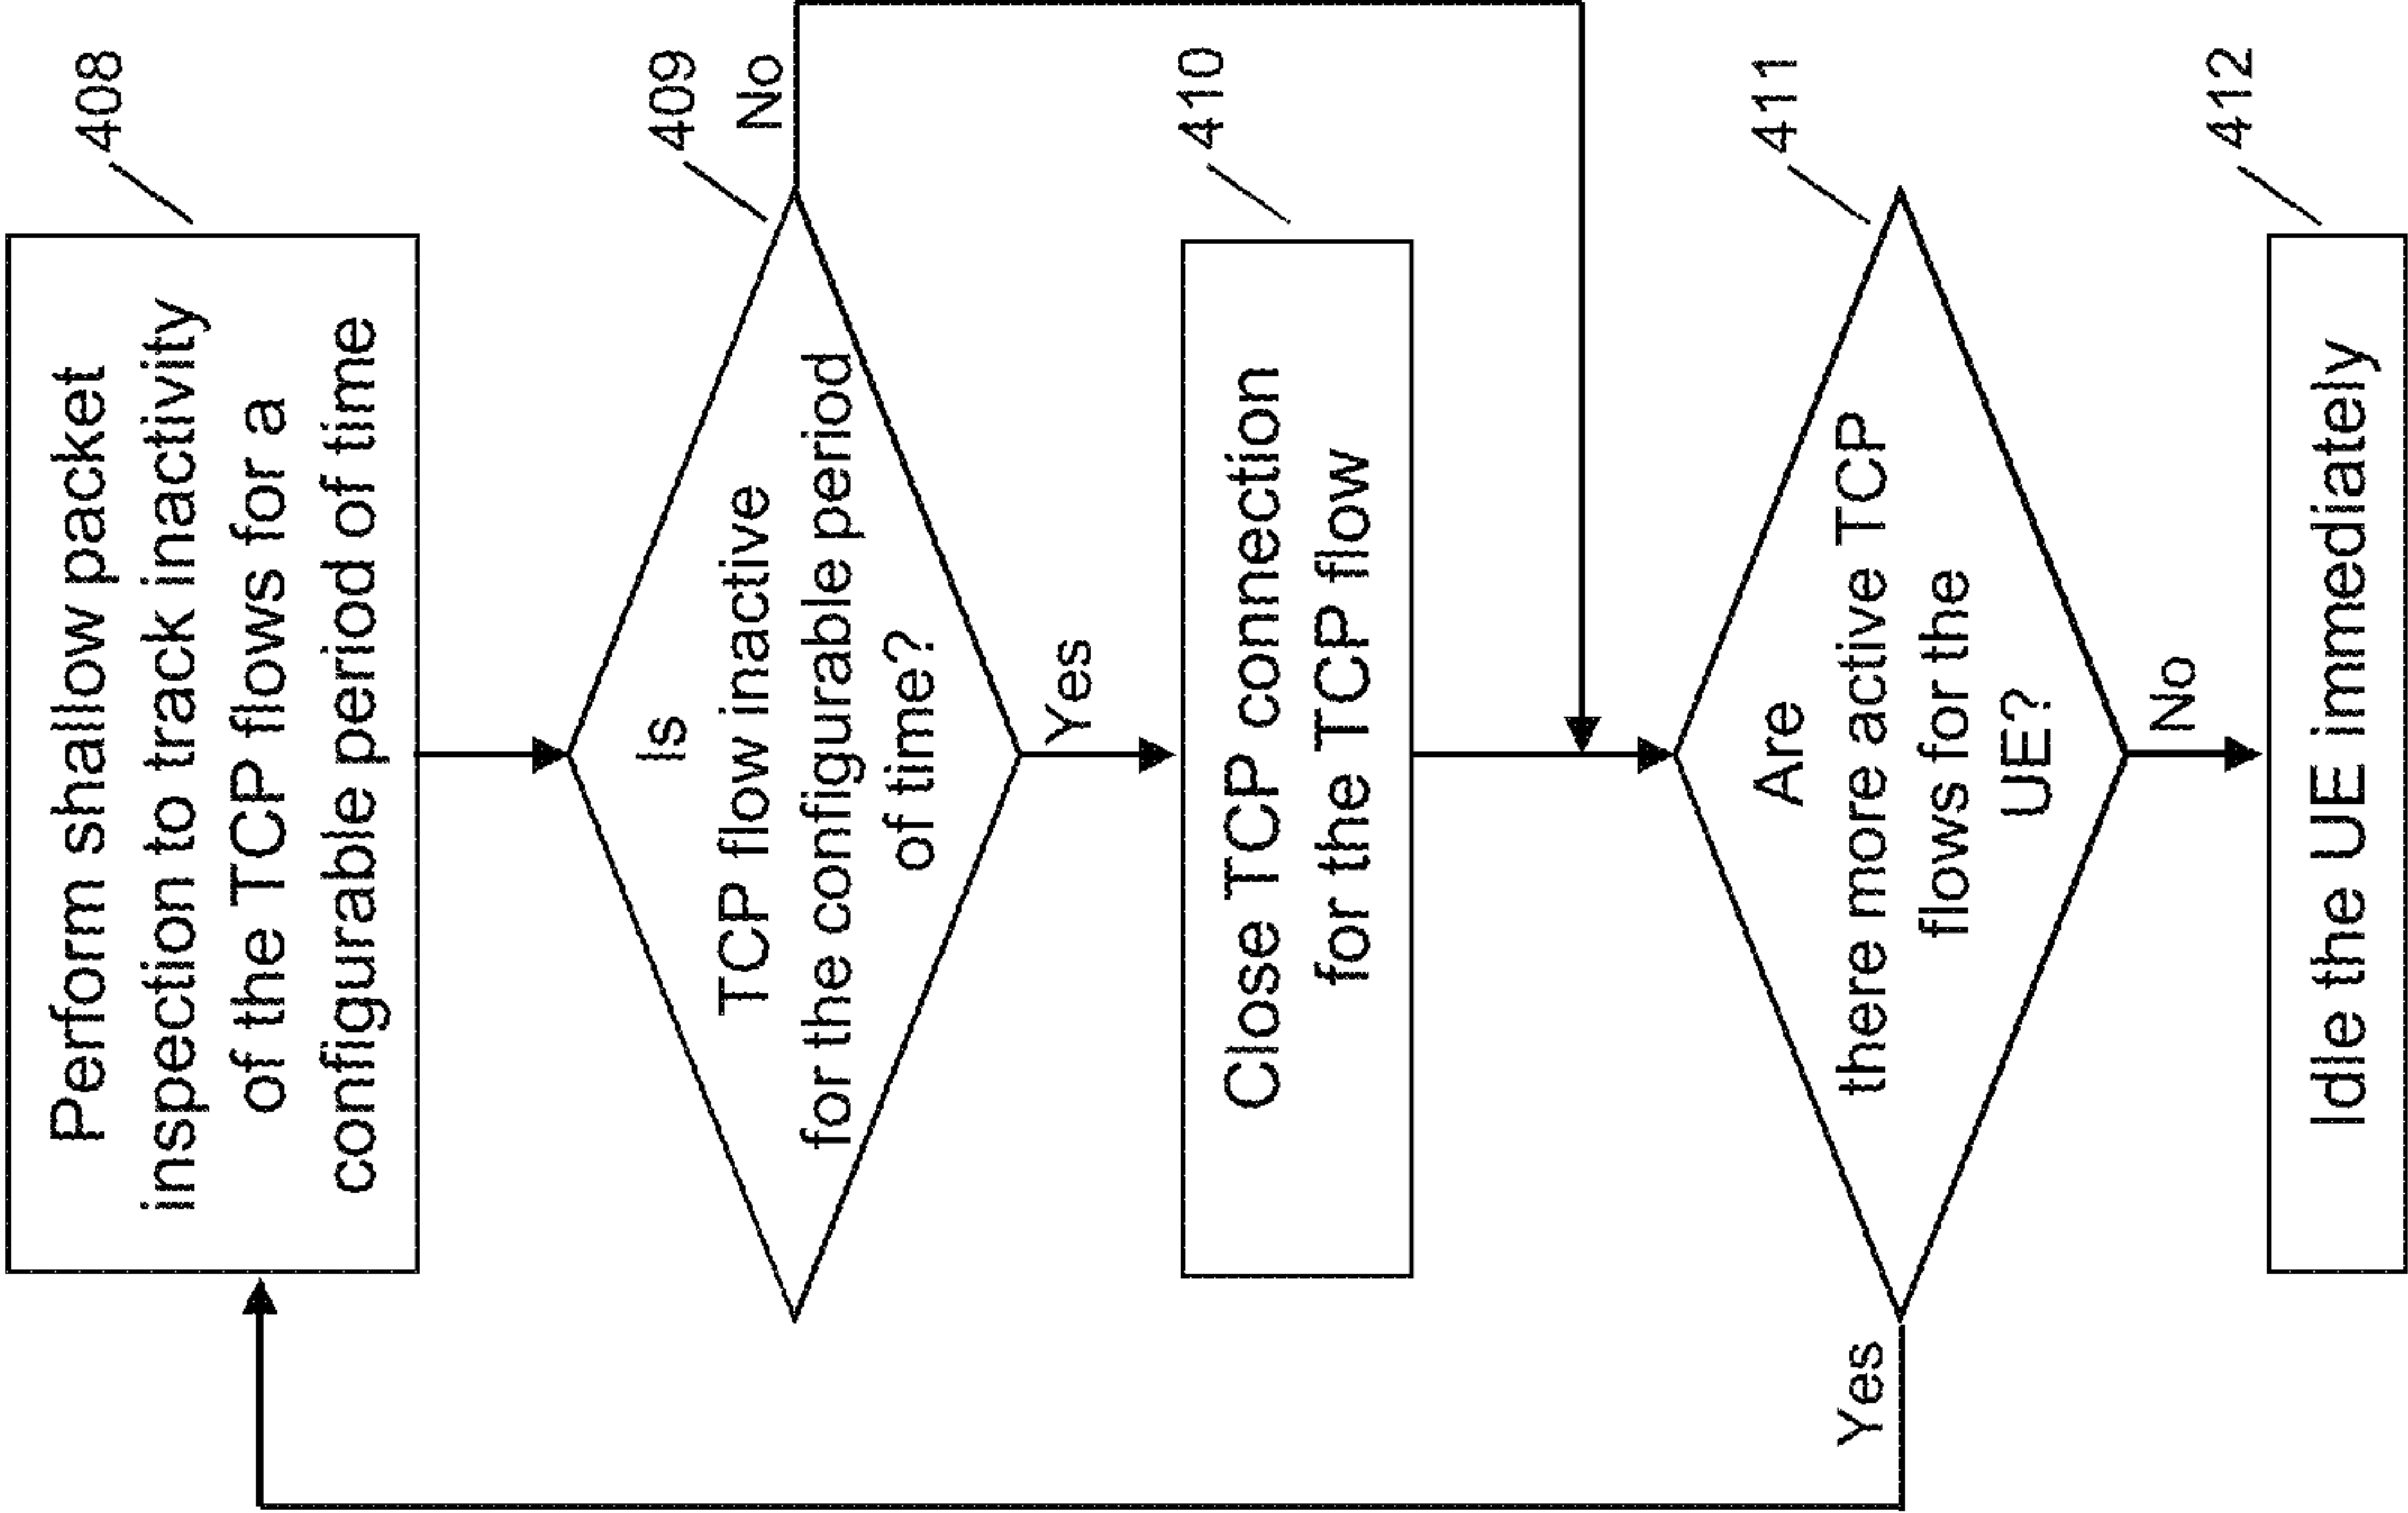 408
Perform shallow packet
inspection to track inactivity
of the TCP flows for a
configurable period of time
409
No
Is
TCP flow inactive
for the configurable period
of time?
Yes
410
Close TCP connection
for the TCP flow
411
Are
there more active TCP
flows for the
UE?
Yes
No
412
Idle the UE immediately